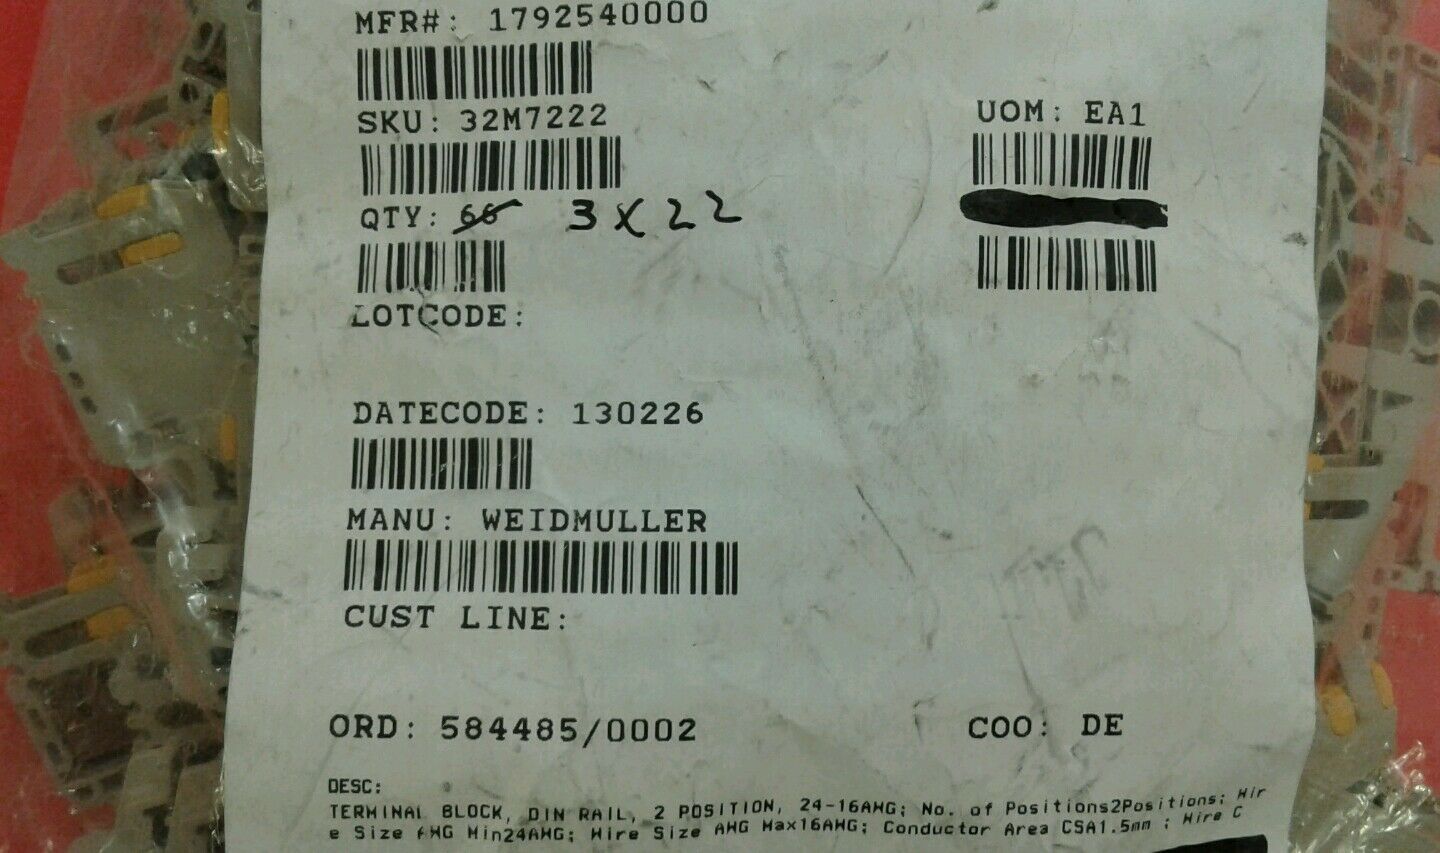 MFR#: 1792540000
SKU: 32M7222
UOM: EA1
QTY: 66 3X22
LOTCODE:
DATECODE: 130226
MANU: WEIDMULLER
CUST LINE:
ORD: 584485/0002
COO: DE
DESC:
TERMINAL BLOCK, DIN RAIL, 2 POSITION, 24-16AWG; No. of Positions2Positions; Wir
e Size AWG Min24AWG; Wire Size AWG Max16AWG; Conductor Area CSA1.5mm ; Wire C